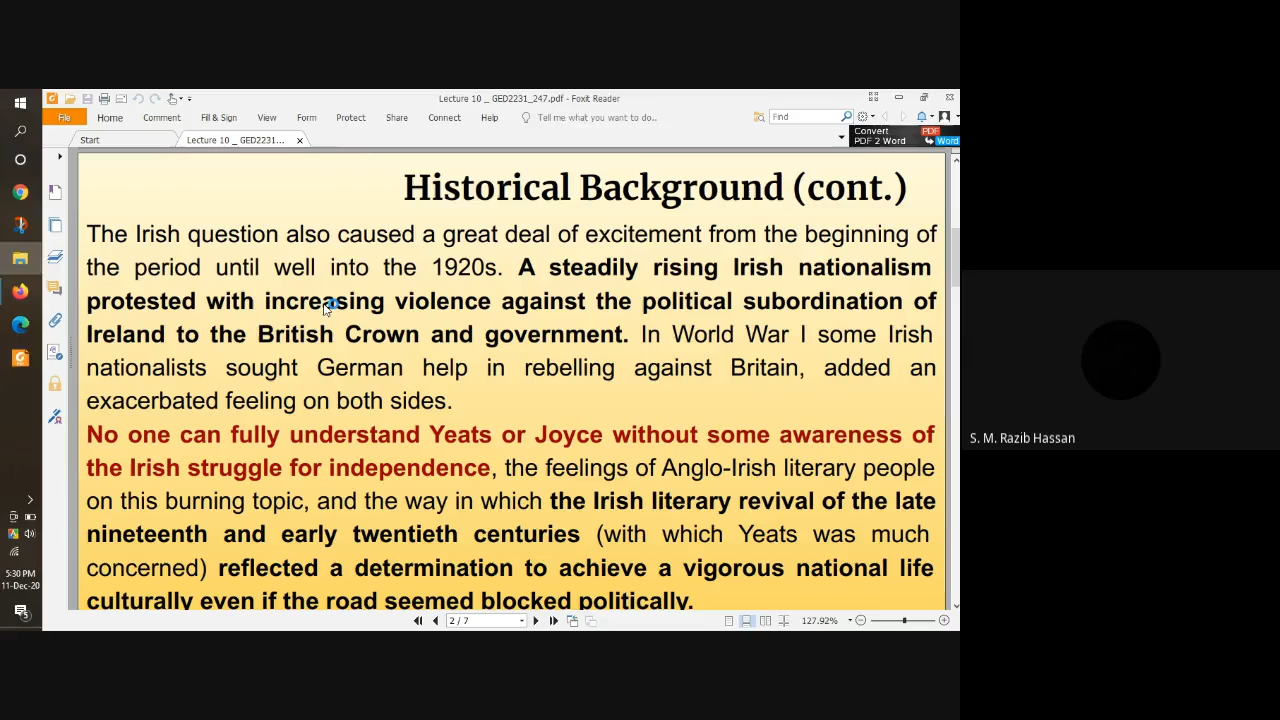 Lecture 10 _ GED2231_247.pdf - Foxit Reader
File Home Comment Fill & Sign View Form Protect Share Connect Help Tell me what you want to do.. Find
Start Lecture 10 _ GED2231... Convert PDF
PDF 2 Word Word
Historical Background (cont.)
The Irish question also caused a great deal of excitement from the beginning of
the period until well into the 1920s. A steadily rising Irish nationalism
protested with increasing violence against the political subordination of
Ireland to the British Crown and government. In World War I some Irish
nationalists sought German help in rebelling against Britain, added an
exacerbated feeling on both sides.
No one can fully understand Yeats or Joyce without some awareness of
the Irish struggle for independence, the feelings of Anglo-Irish literary people
on this burning topic, and the way in which the Irish literary revival of the late
nineteenth and early twentieth centuries (with which Yeats was much
concerned) reflected a determination to achieve a vigorous national life
culturally even if the road seemed blocked politically.
2 / 7 127.92%
5:30 PM
11-Dec-20
5
S. M. Razib Hassan